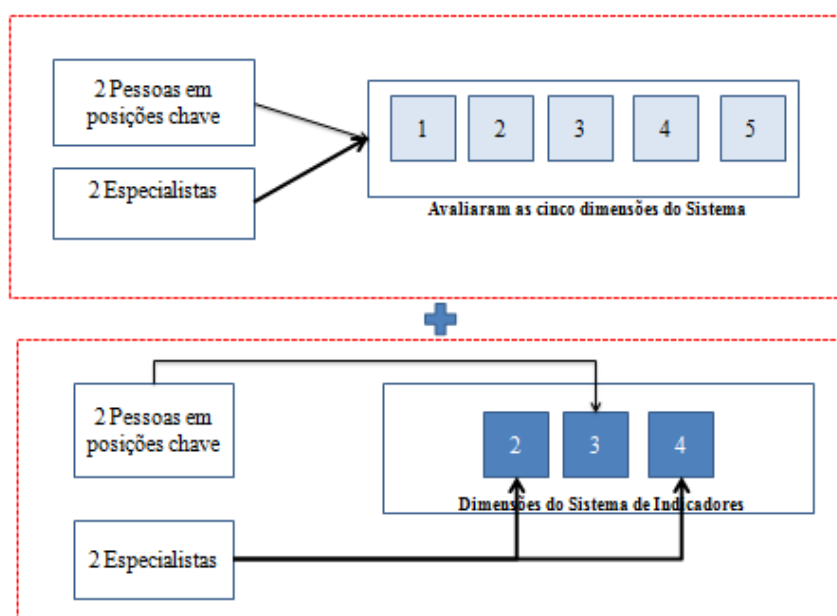 2 Pessoas em
posições chave
2 Especialistas
1 2 3 4 5
Avaliaram as cinco dimensões do Sistema
2 Pessoas em
posições chave
2 3 4
Dimensões do Sistema de Indicadores
2 Especialistas